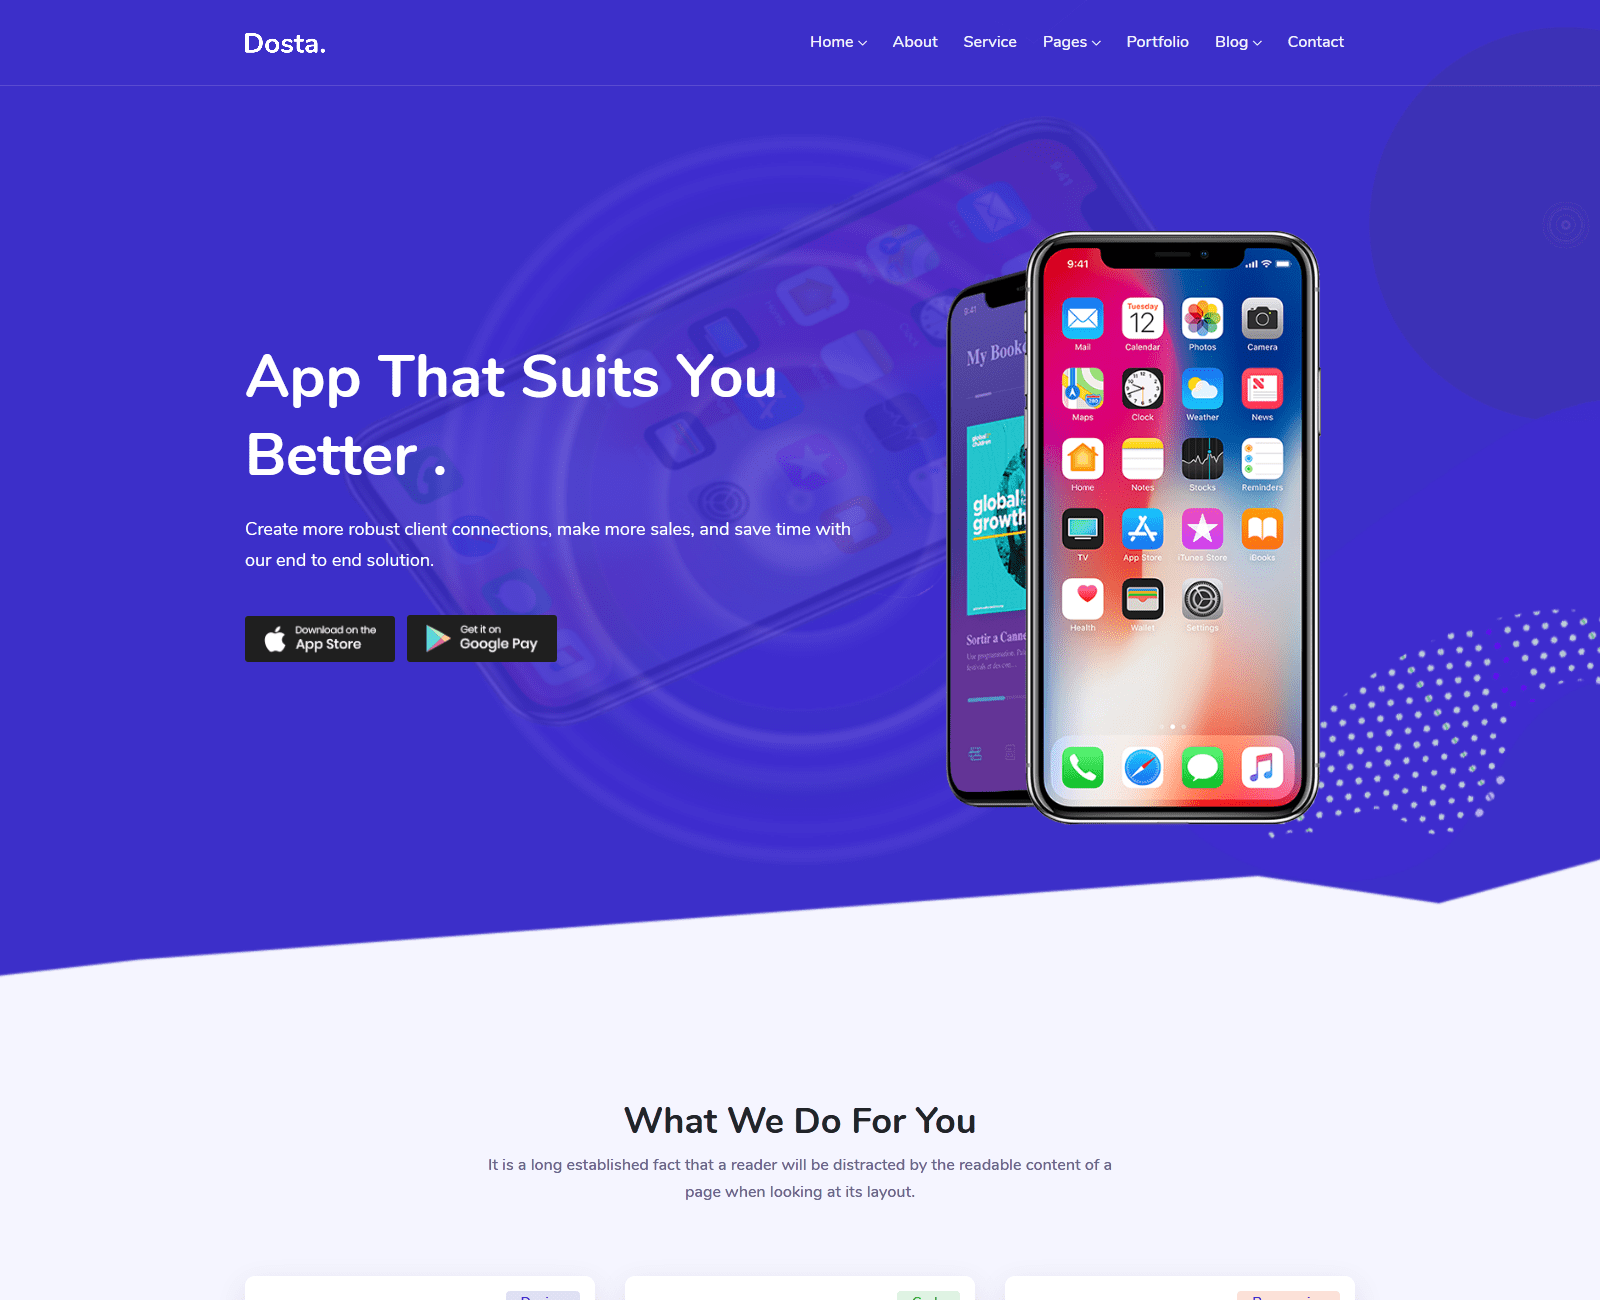 Dosta.
Home About Service Pages Portfolio Blog Contact
App That Suits You
Better .
Create more robust client connections, make more sales, and save time with
our end to end solution.
Download on the
App Store
Get it on
Google Pay
9:41
My Booke
global
children
global
growth
Sortir a Canne
9:41
Mail Calendar Photos Camera
Tuesday
12
Maps Clock Weather News
280
Home Notes Stocks Reminders
TV App Store iTunes Store iBooks
Health Wallet Settings
What We Do For You
It is a long established fact that a reader will be distracted by the readable content of a
page when looking at its layout.